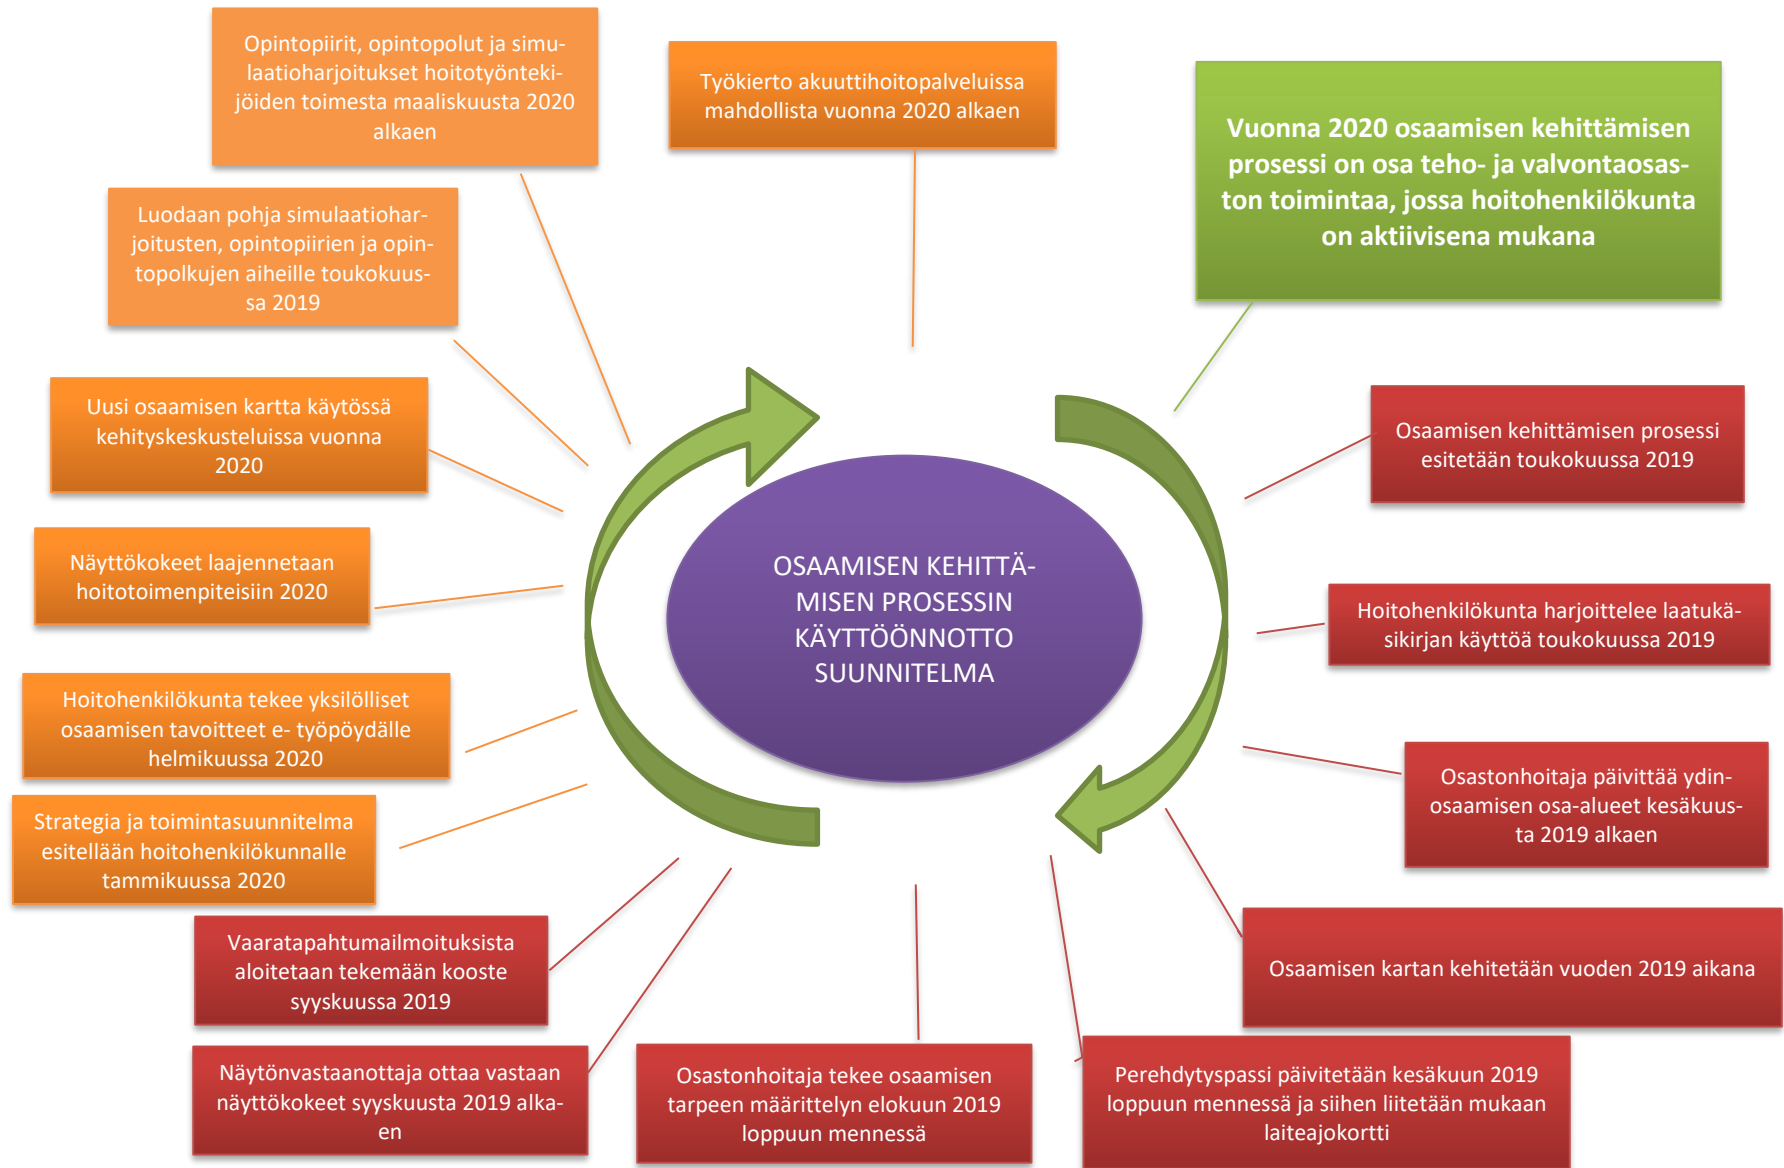 Opintopiirit, opintopolut ja simu-
laatioharjoitukset hoitotyönteki-
jöiden toimesta maaliskuusta 2020
alkaen
Työkierto akuuttihoitopalveluissa
mahdollista vuonna 2020 alkaen
Vuonna 2020 osaamisen kehittämisen
prosessi on osa teho- ja valvontaosas-
ton toimintaa, jossa hoitohenkilökunta
on aktiivisena mukana
Luodaan pohja simulaatiohar-
joitusten, opintopiirien ja opin-
topolkujen aiheille toukokuus-
sa 2019
Uusi osaamisen kartta käytössä
kehityskeskusteluissa vuonna
2020
Osaamisen kehittämisen prosessi
esitetään toukokuussa 2019
Näyttökokeet laajennetaan
hoitotoimenpiteisiin 2020
OSAAMISEN KEHITTÄ-
MISEN PROSESSIN
KÄYTTÖÖNNOTTO
SUUNNITELMA
Hoitohenkilökunta harjoittelee laatukä-
sikirjan käyttöä toukokuussa 2019
Hoitohenkilökunta tekee yksilölliset
osaamisen tavoitteet e- työpöydälle
helmikuussa 2020
Osastonhoitaja päivittää ydin-
osaamisen osa-alueet kesäkuus-
ta 2019 alkaen
Strategia ja toimintasuunnitelma
esitellään hoitohenkilökunnalle
tammikuussa 2020
Vaaratapahtumailmoituksista
aloitetaan tekemään kooste
syyskuussa 2019
Osaamisen kartan kehitetään vuoden 2019 aikana
Näytönvastaanottaja ottaa vastaan
näyttökokeet syyskuusta 2019 alka-
en
Osastonhoitaja tekee osaamisen
tarpeen määrittelyn elokuun 2019
loppuun mennessä
Perehdytyspassi päivitetään kesäkuun 2019
loppuun mennessä ja siihen liitetään mukaan
laiteajokortti